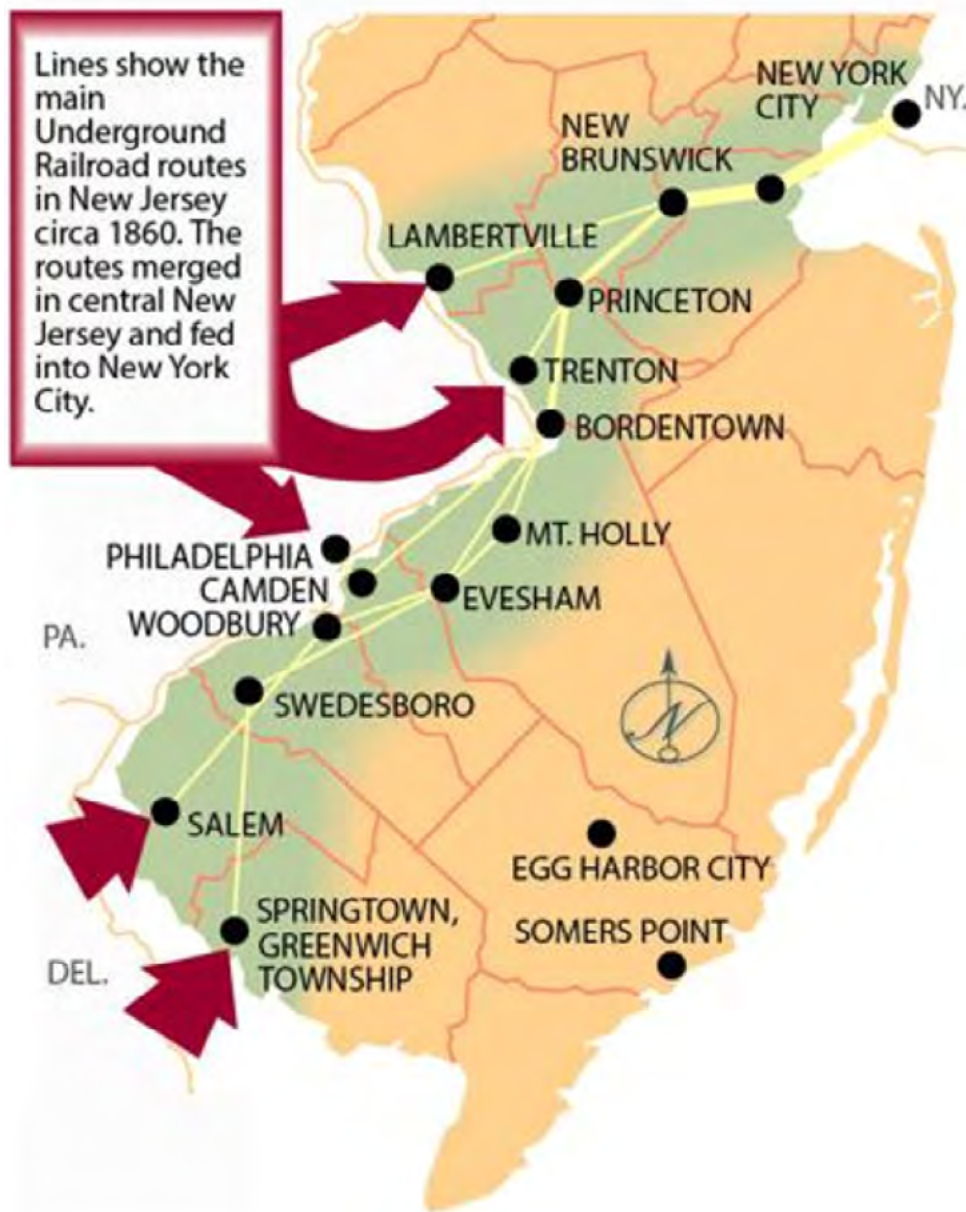 Lines show the
main
Underground
Railroad routes
in New Jersey
circa 1860. The
routes merged
in central New
Jersey and fed
into New York
City.
NEW YORK
CITY
NY.
NEW
BRUNSWICK
LAMBERTVILLE
PRINCETON
TRENTON
BORDENTOWN
MT. HOLLY
PHILADELPHIA
CAMDEN
EVESHAM
WOODBURY
PA.
SWEDESBORO
N
SALEM
EGG HARBOR CITY
SPRINGTOWN,
GREENWICH
TOWNSHIP
SOMERS POINT
DEL.